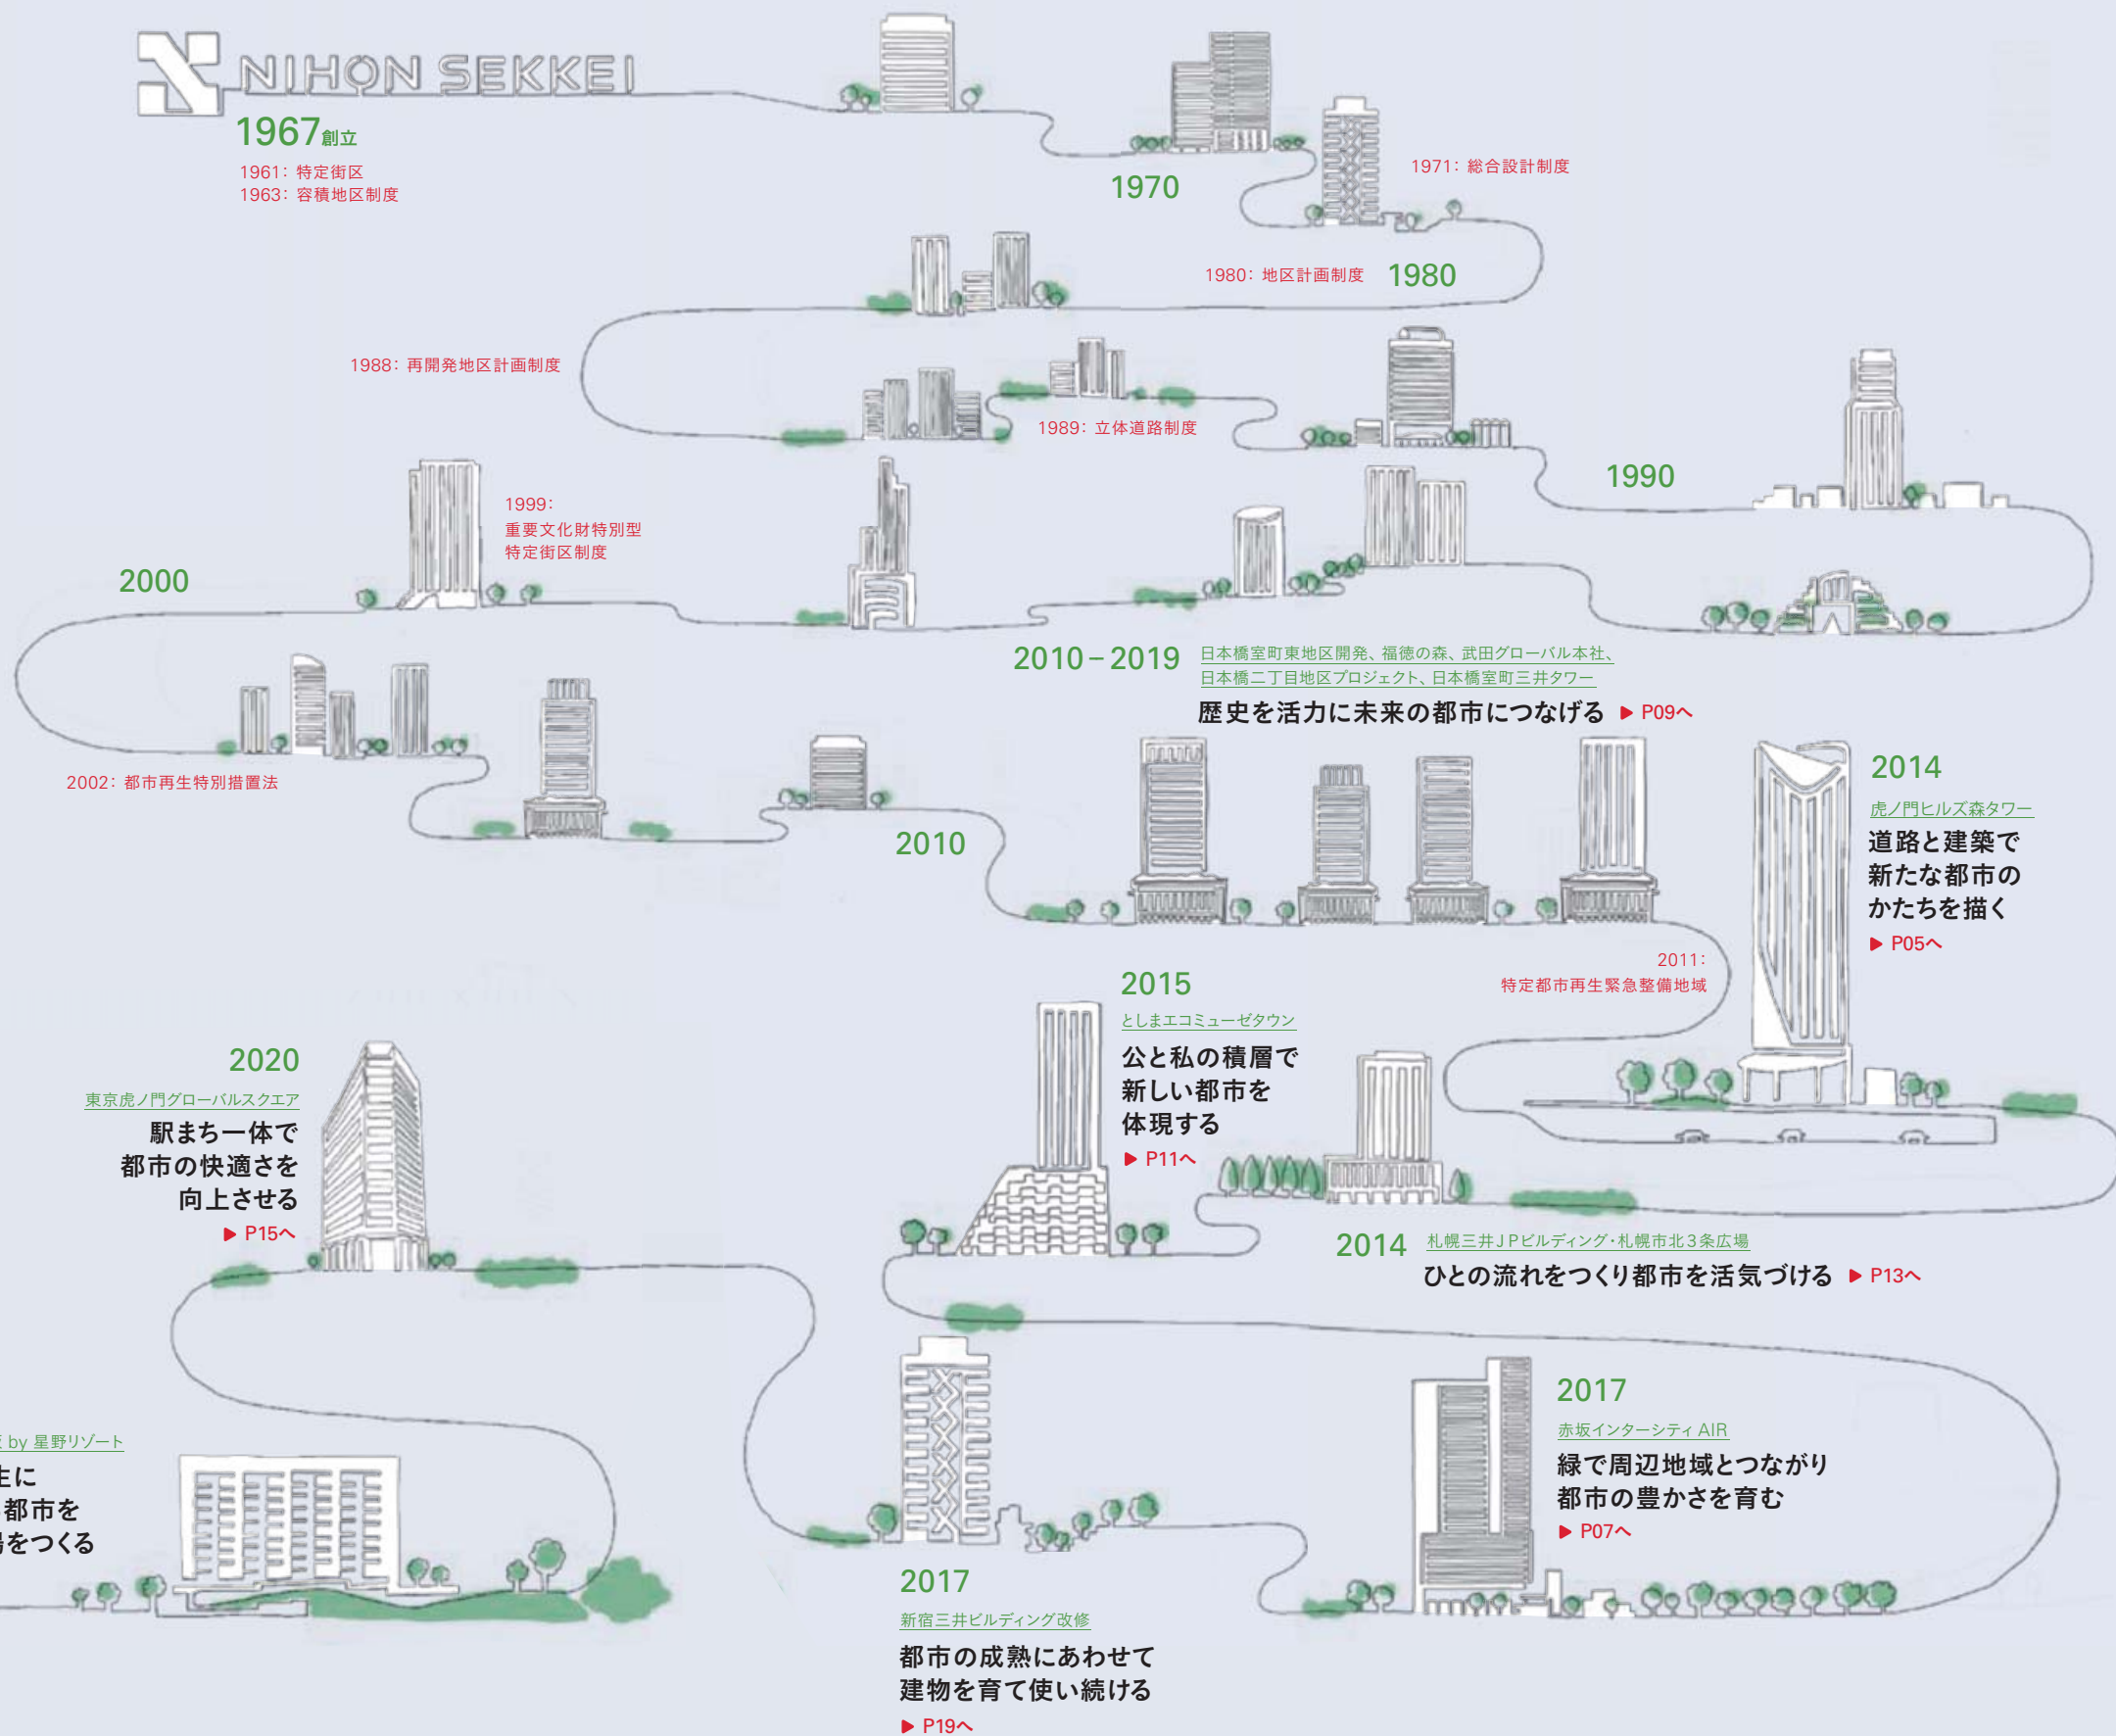 NIHON SEKKEI
1967創立
1961：特定街区
1963：容積地区制度
1970
1971：総合設計制度
1980：地区計画制度
1980
1988：再開発地区計画制度
1989：立体道路制度
1990
1999：
重要文化財特別型
特定街区制度
2000
2002：都市再生特別措置法
2010
2010–2019
日本橋室町東地区開発、福徳の森、武田グローバル本社、
日本橋二丁目地区プロジェクト、日本橋室町三井タワー
歴史を活力に未来の都市につなげる ▶ P09へ
2011：
特定都市再生緊急整備地域
2014
虎ノ門ヒルズ森タワー
道路と建築で
新たな都市の
かたちを描く
▶ P05へ
2014
札幌三井JPビルディング・札幌市北3条広場
ひとの流れをつくり都市を活気づける ▶ P13へ
2015
としまエコミューゼタウン
公と私の積層で
新しい都市を
体現する
▶ P11へ
2017
赤坂インターシティ AIR
緑で周辺地域とつながり
都市の豊かさを育む
▶ P07へ
2017
新宿三井ビルディング改修
都市の成熟にあわせて
建物を育て使い続ける
▶ P19へ
2020
東京虎ノ門グローバルスクエア
駅まち一体で
都市の快適さを
向上させる
▶ P15へ
by 星野リゾート
生に
都市を
場をつくる